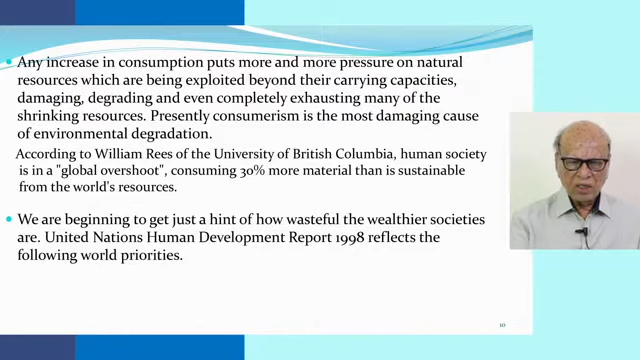 Any increase in consumption puts more and more pressure on natural
resources which are being exploited beyond their carrying capacities,
damaging, degrading and even completely exhausting many of the
shrinking resources. Presently consumerism is the most damaging cause
of environmental degradation.
According to William Rees of the University of British Columbia, human society
is in a "global overshoot", consuming 30% more material than is sustainable
from the world's resources.
We are beginning to get just a hint of how wasteful the wealthier societies
are. United Nations Human Development Report 1998 reflects the
following world priorities.
10